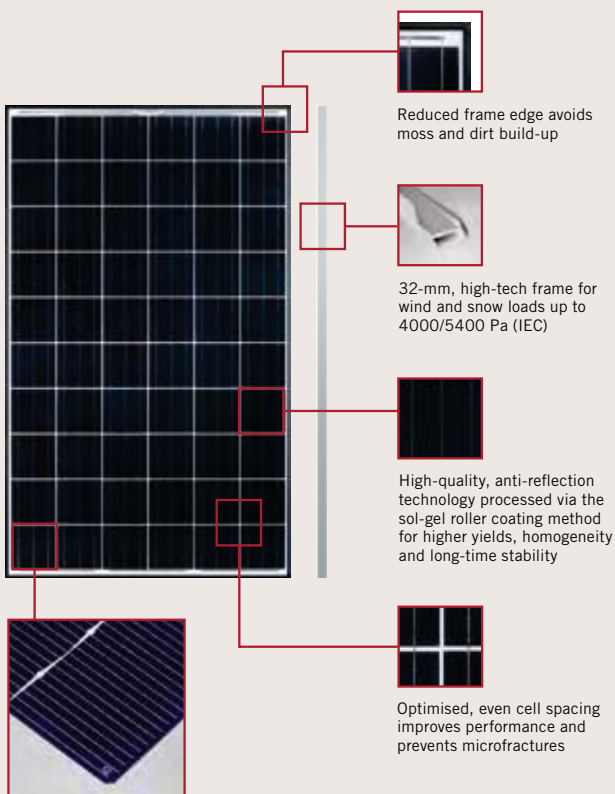 Reduced frame edge avoids
moss and dirt build-up
32-mm, high-tech frame for
wind and snow loads up to
4000/5400 Pa (IEC)
High-quality, anti-reflection
technology processed via the
sol-gel roller coating method
for higher yields, homogeneity
and long-time stability
Optimised, even cell spacing
improves performance and
prevents microfractures